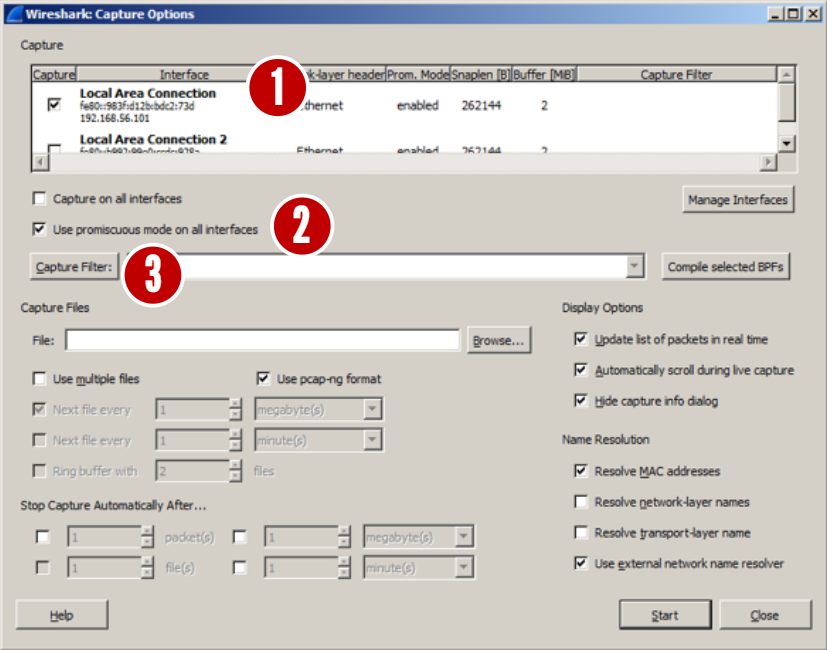 Wireshark: Capture Options
Capture
Capture Interface k-layer header Prom. Mode Snaplen [B] Buffer [MiB] Capture Filter
1
Local Area Connection
fe80::983f:d12b:bdc2:73d thernet enabled 262144 2
192.168.56.101
Local Area Connection 2
Ethernet enabled 262144 2
Capture on all interfaces Manage Interfaces
Use promiscuous mode on all interfaces 2
Capture Filter: 3 Compile selected BPFs
Capture Files Display Options
File: Browse... Update list of packets in real time
Use multiple files Use pcap-ng format Automatically scroll during live capture
Next file every 1 megabyte(s) Hide capture info dialog
Next file every 1 minute(s) Name Resolution
Ring buffer with 2 files Resolve MAC addresses
Stop Capture Automatically After... Resolve network-layer names
1 packet(s) 1 megabyte(s) Resolve transport-layer name
1 file(s) 1 minute(s) Use external network name resolver
Help Start Close